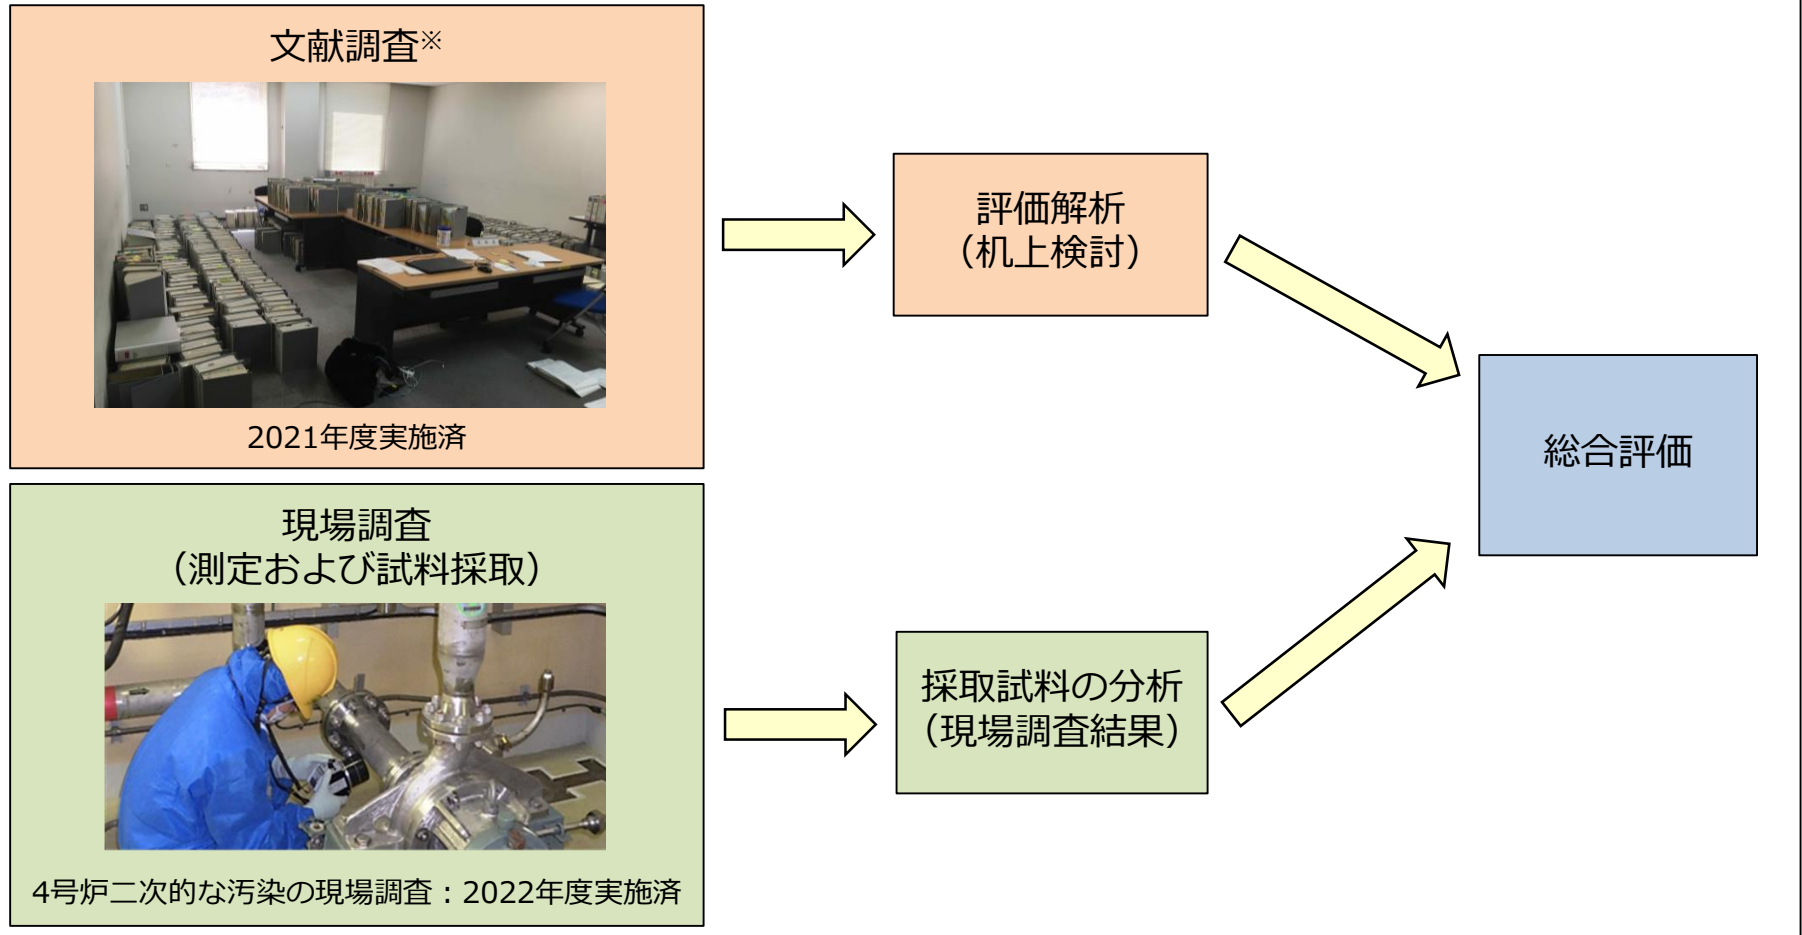 文献調査※
2021年度実施済
評価解析
（机上検討）
総合評価
現場調査
（測定および試料採取）
4号炉二次的な汚染の現場調査：2022年度実施済
採取試料の分析
（現場調査結果）